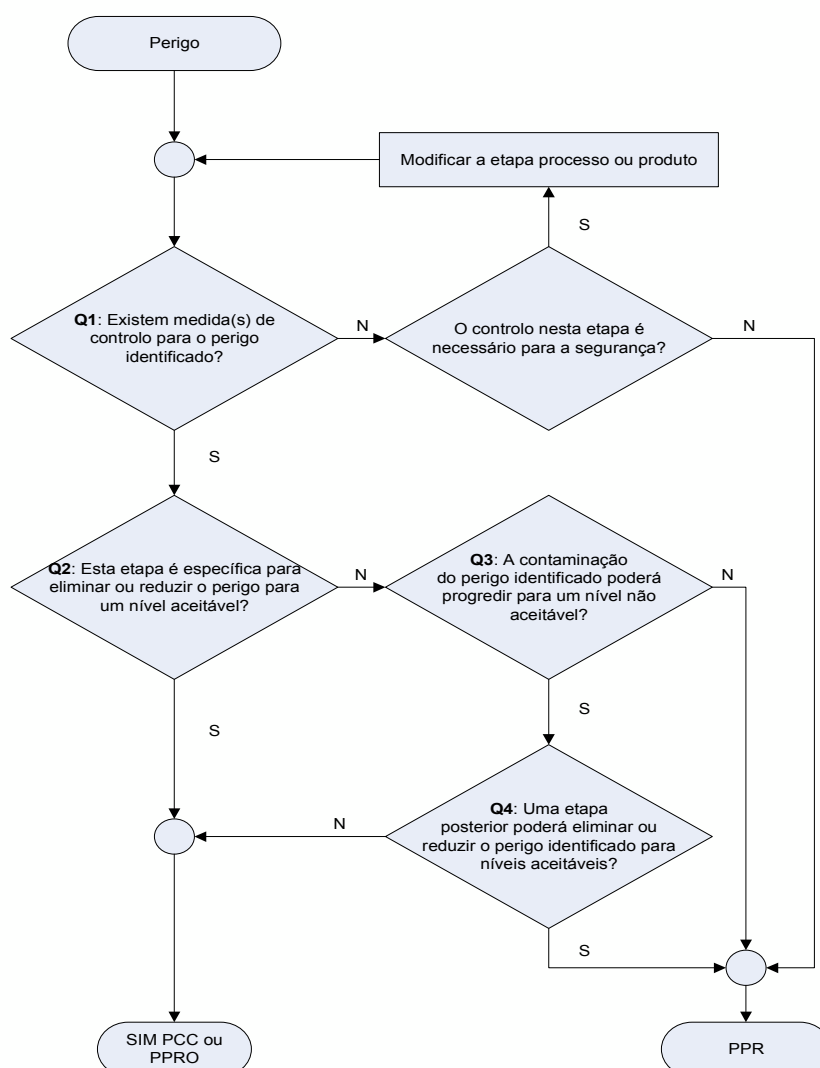 Perigo
Modificar a etapa processo ou produto
S
Q1: Existem medida(s) de
controlo para o perigo
identificado?
N
O controlo nesta etapa é
necessário para a segurança?
N
S
Q2: Esta etapa é específica para
eliminar ou reduzir o perigo para
um nível aceitável?
N
Q3: A contaminação
do perigo identificado poderá
progredir para um nível não
aceitável?
N
S
S
Q4: Uma etapa
posterior poderá eliminar ou
reduzir o perigo identificado para
níveis aceitáveis?
N
S
SIM PCC ou
PPRO
PPR